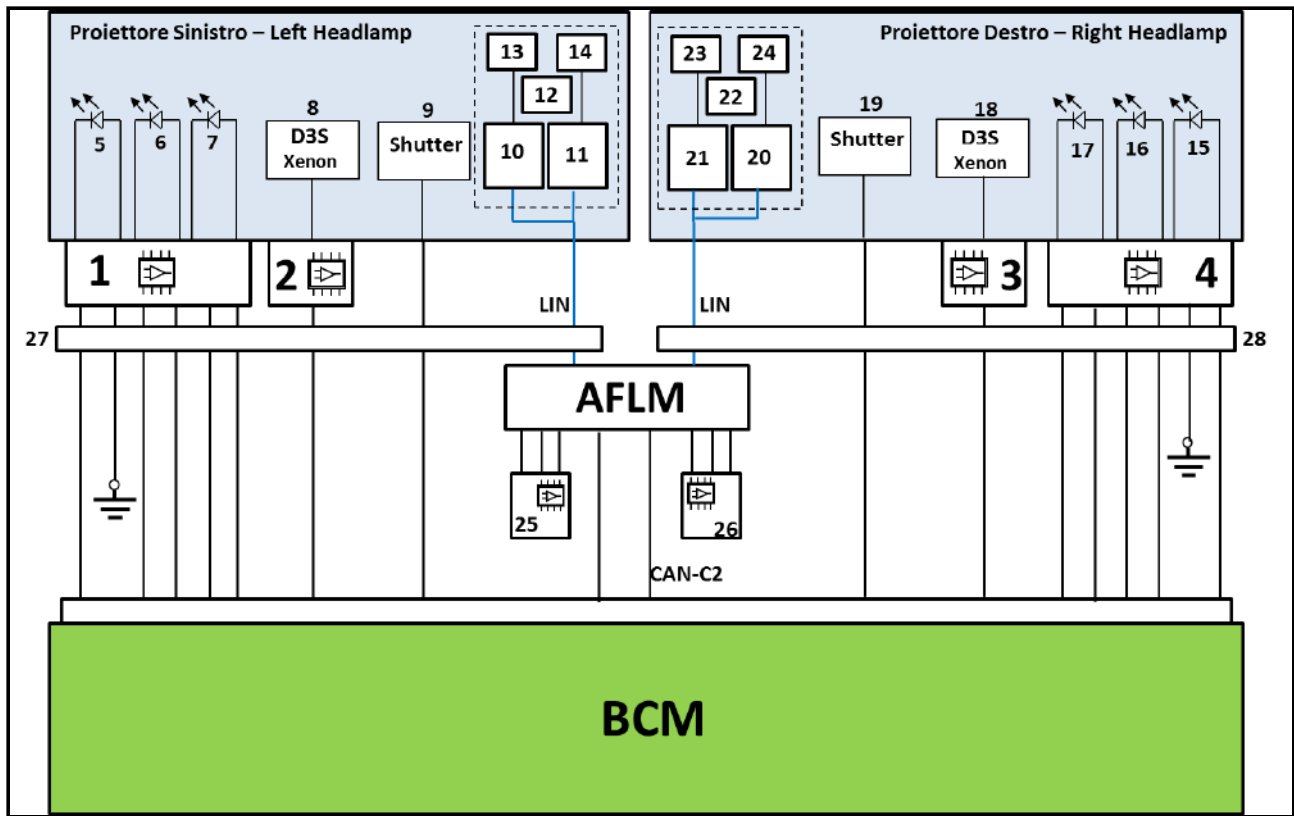 Proiettore Sinistro – Left Headlamp
Proiettore Destro – Right Headlamp
13 14
12
23 24
22
5 6 7
8
D3S
Xenon
9
Shutter
10 11
21 20
19
Shutter
18
D3S
Xenon
17 16 15
1
2
3
4
LIN
LIN
27
28
AFLM
25
26
CAN-C2
BCM